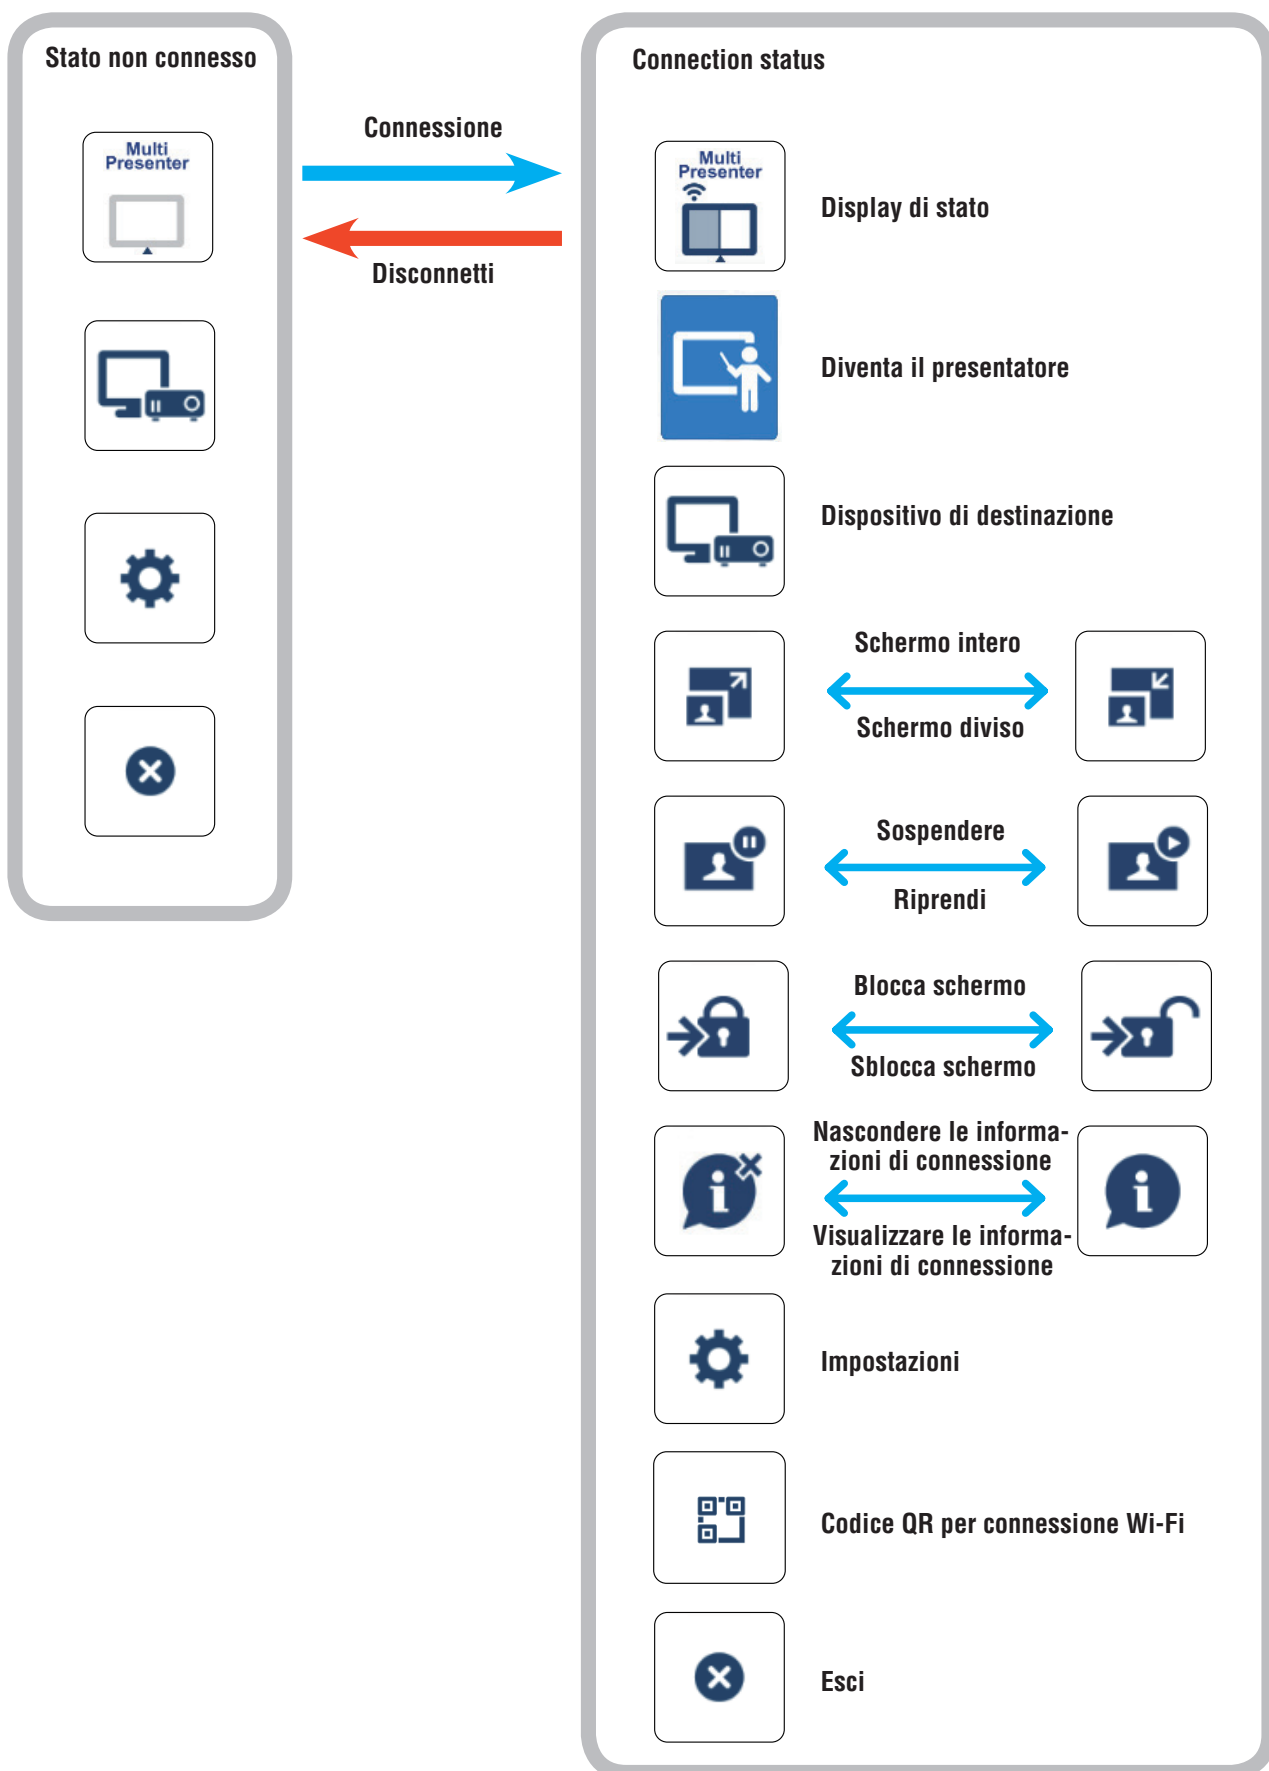 Stato non connesso
Multi
Presenter
Connessione
Disconnetti
Connection status
Multi
Presenter
Display di stato
Diventa il presentatore
Dispositivo di destinazione
Schermo intero
Schermo diviso
Sospendere
Riprendi
Blocca schermo
Sblocca schermo
Nascondere le informa-
zioni di connessione
Visualizzare le informa-
zioni di connessione
Impostazioni
Codice QR per connessione Wi-Fi
Esci